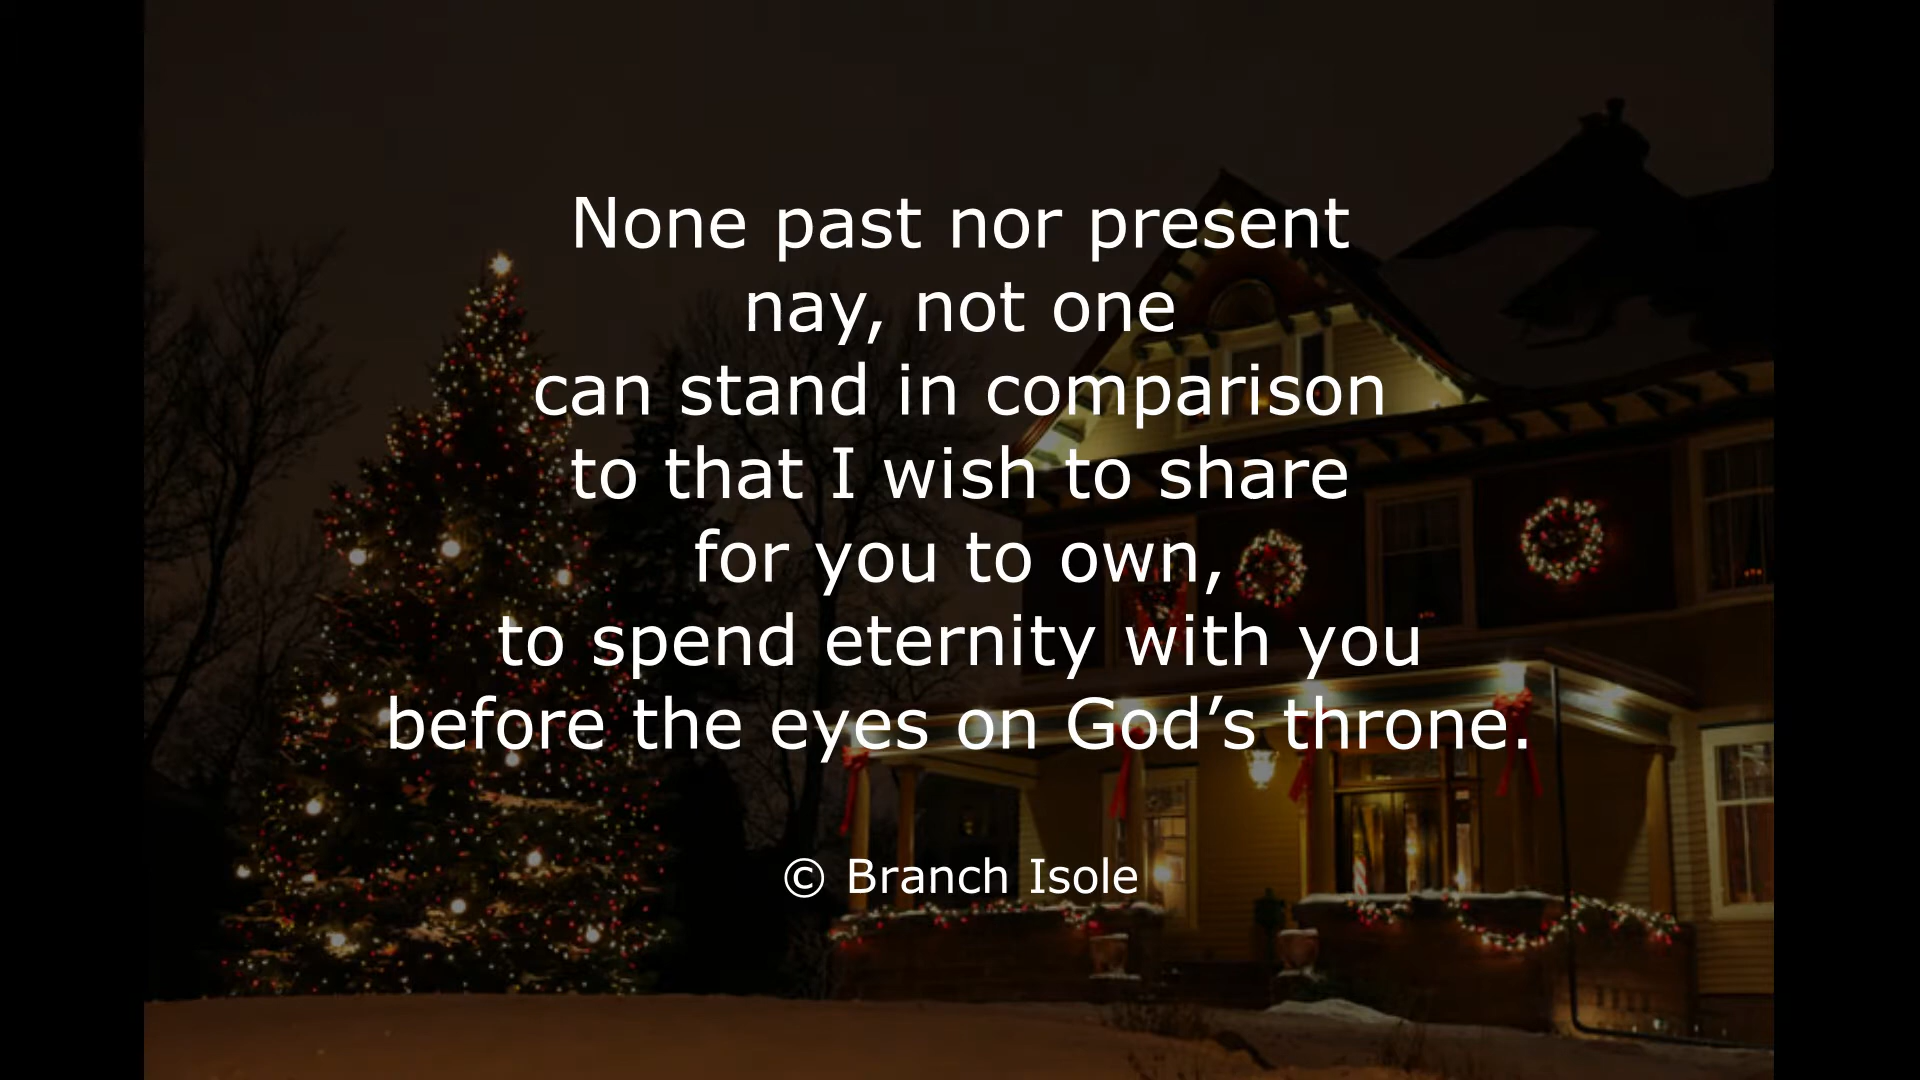 None past nor present
nay, not one
can stand in comparison
to that I wish to share
for you to own,
to spend eternity with you
before the eyes on God’s throne.
© Branch Isole